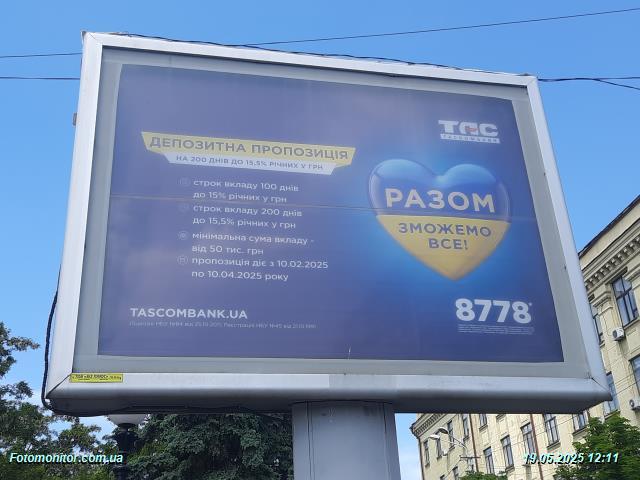 ТАС
TACCOMБАНК
ДЕПОЗИТНА ПРОПОЗИЦІЯ
НА 200 ДНІВ ДО 15,5% РІЧНИХ У ГРН
строк вкладу 100 днів
до 15% річних у грн
строк вкладу 200 днів
до 15,5% річних у грн
мінімальна сума вкладу -
від 50 тис. грн
пропозиція діє з 10.02.2025
по 10.04.2025 року
РАЗОМ
ЗМОЖЕМО
ВСЕ!
TASCOMBANK.UA
8778*
Fotomonitor.com.ua
19.05.2025 12:11